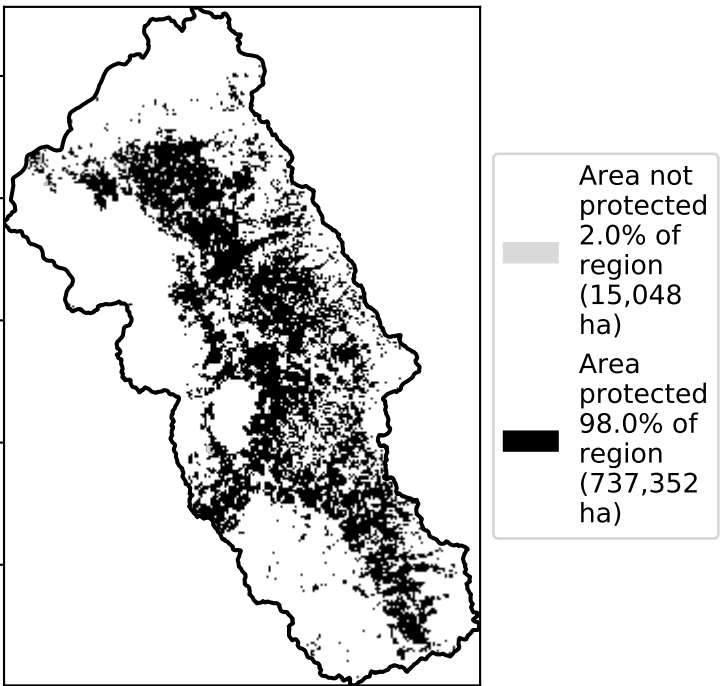 Area not
protected
2.0% of
region
(15,048
ha)
Area
protected
98.0% of
region
(737,352
ha)